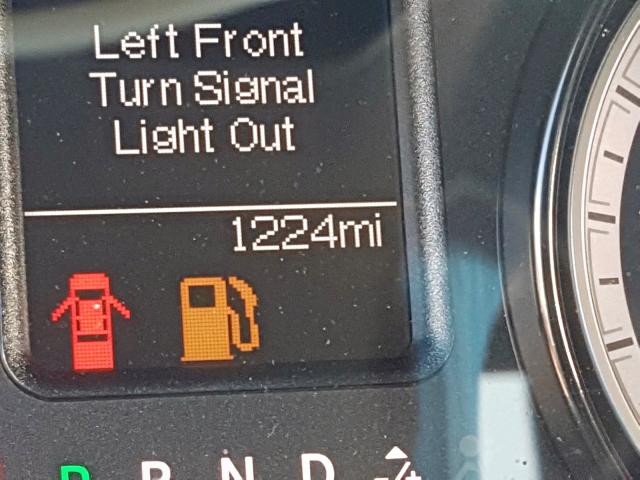 Left Front
Turn Signal
Light Out
1224mi
P R N D -/+